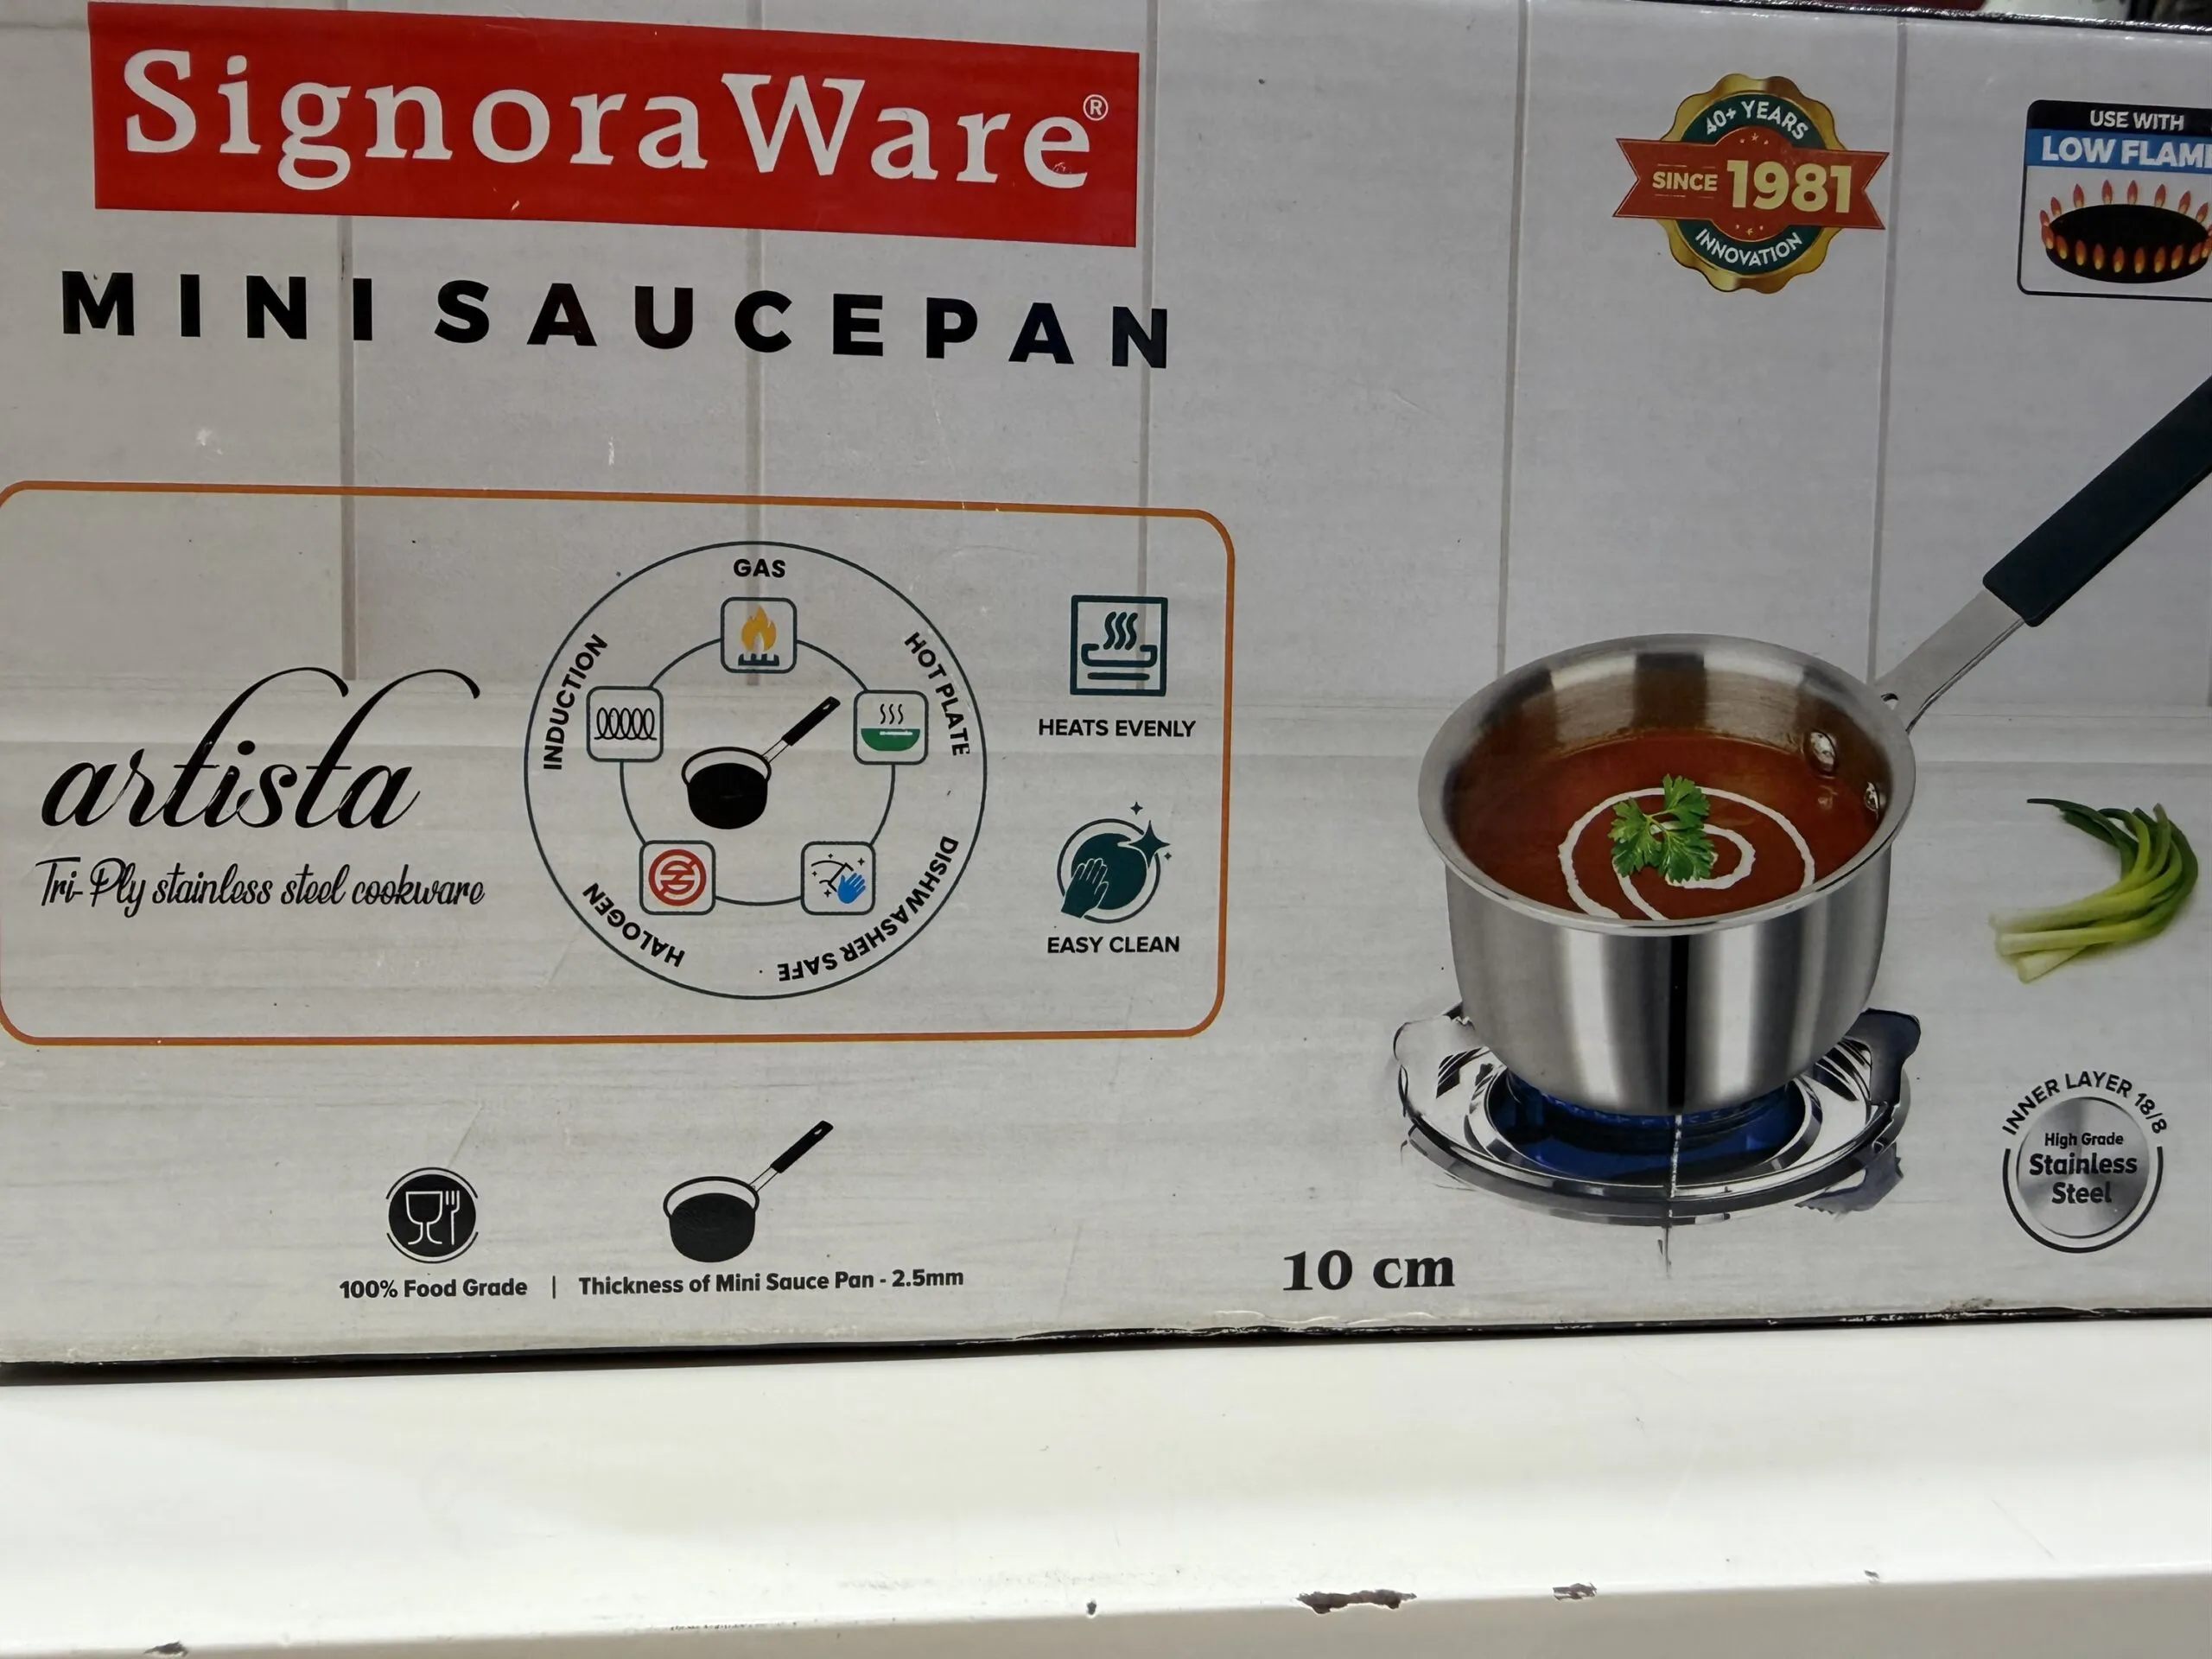 SignoraWare®
MINI SAUCEPAN
40+ YEARS
SINCE 1981
INNOVATION
USE WITH
LOW FLAM
GAS
INDUCTION
HOT PLATE
HALOGEN
DISHWASHER SAFE
HEATS EVENLY
EASY CLEAN
artista
Tri-Ply stainless steel cookware
INNER LAYER 18/8
High Grade
Stainless
Steel
100% Food Grade | Thickness of Mini Sauce Pan - 2.5mm
10 cm